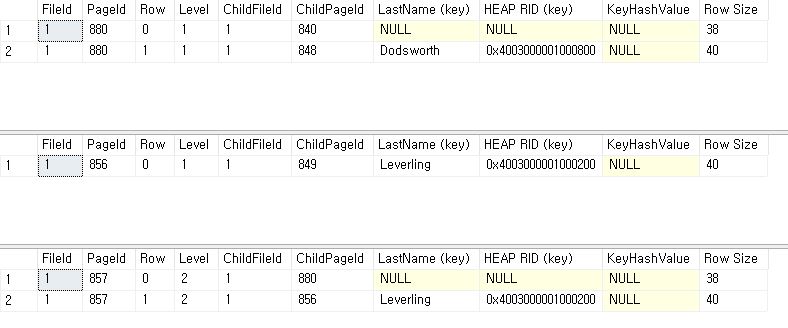 FileId PageId Row Level ChildFileId ChildPageId LastName (key) HEAP RID (key) KeyHashValue Row Size
1 1 880 0 1 1 840 NULL NULL NULL 38
2 1 880 1 1 1 848 Dodsworth 0x4003000001000800 NULL 40
FileId PageId Row Level ChildFileId ChildPageId LastName (key) HEAP RID (key) KeyHashValue Row Size
1 1 856 0 1 1 849 Leverling 0x4003000001000200 NULL 40
FileId PageId Row Level ChildFileId ChildPageId LastName (key) HEAP RID (key) KeyHashValue Row Size
1 1 857 0 2 1 880 NULL NULL NULL 38
2 1 857 1 2 1 856 Leverling 0x4003000001000200 NULL 40